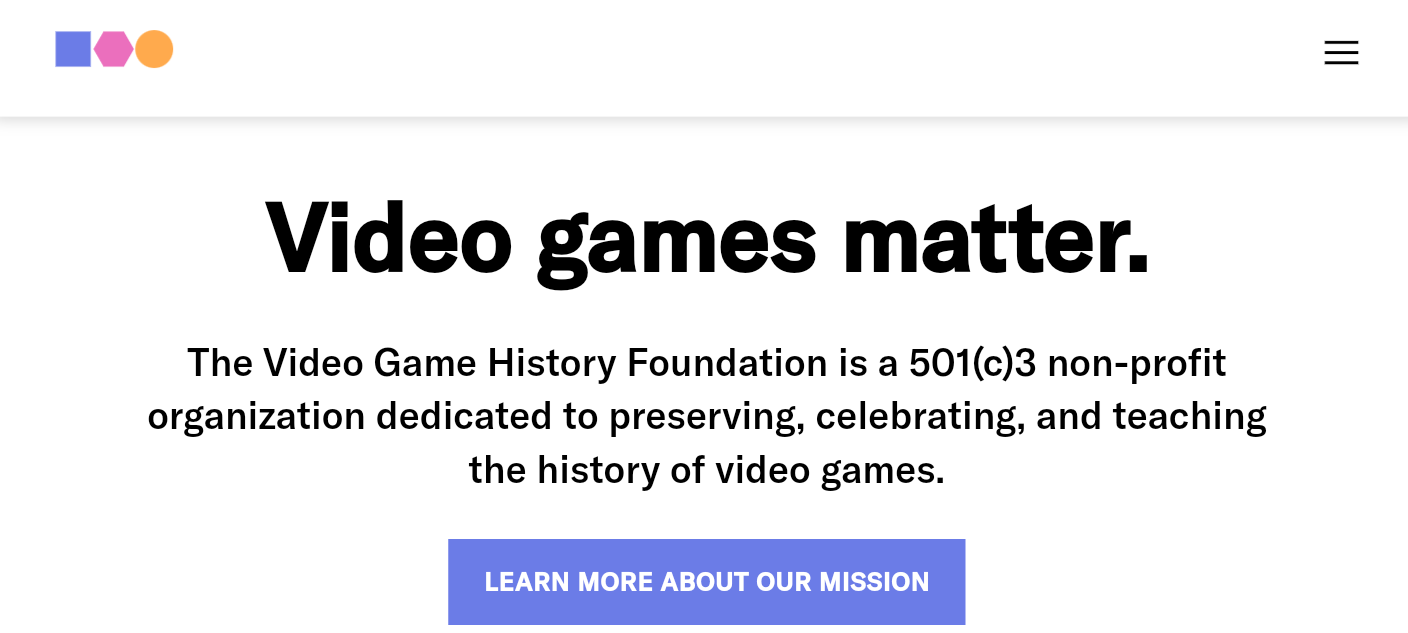 Video games matter.
The Video Game History Foundation is a 501(c)3 non-profit
organization dedicated to preserving, celebrating, and teaching
the history of video games.
LEARN MORE ABOUT OUR MISSION